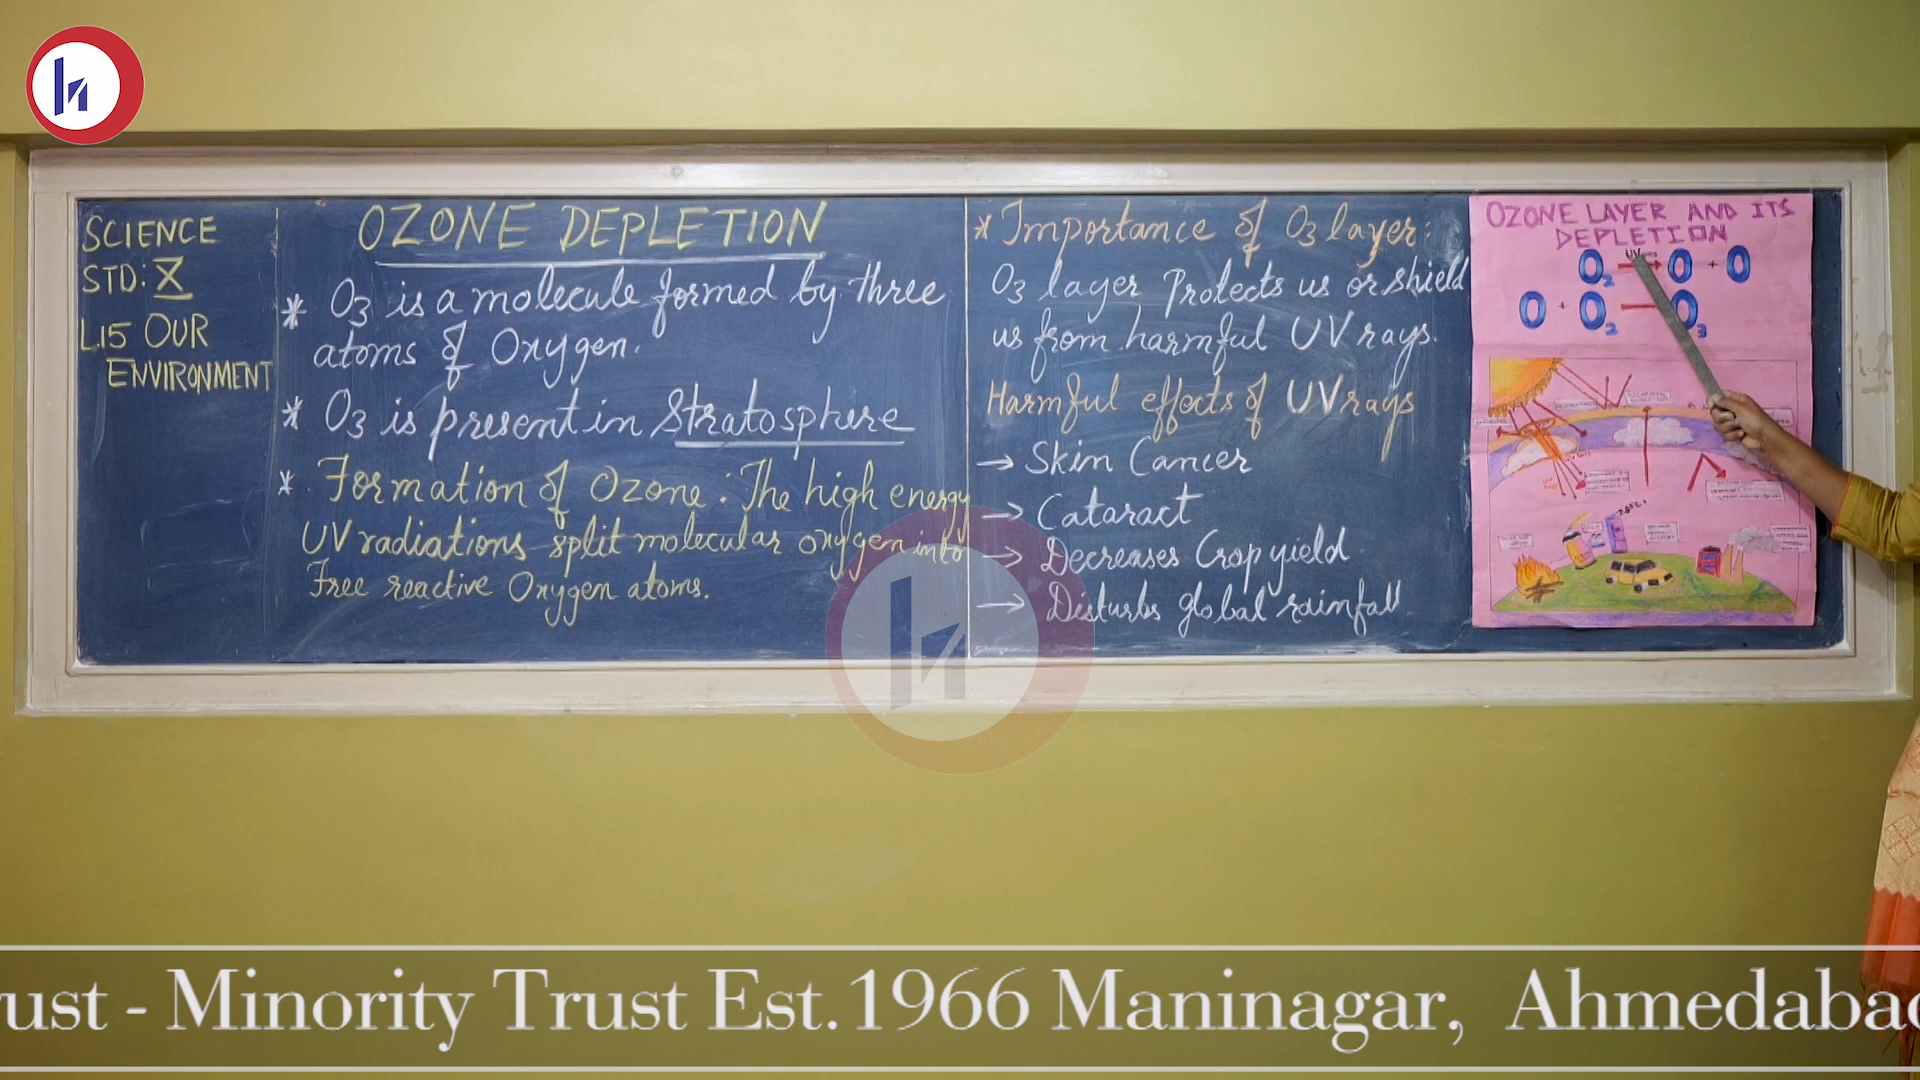 SCIENCE
STD: X
L.15 OUR
ENVIRONMENT
OZONE DEPLETION
* O3 is a molecule formed by three
atoms of Oxygen.
* O3 is present in Stratosphere
* Formation of Ozone: The high energy
UV radiations split molecular oxygen into
Free reactive Oxygen atoms.
* Importance of O3 layer:
O3 layer Protects us or shield
us from harmful UV rays.
Harmful effects of UV rays
→ Skin Cancer
→ Cataract
→ Decreases Crop yield
→ Disturbs global rainfall
OZONE LAYER AND ITS
DEPLETION
UV
O2 → O + O
O + O2 → O3
ust - Minority Trust Est.1966 Maninagar, Ahmedabad